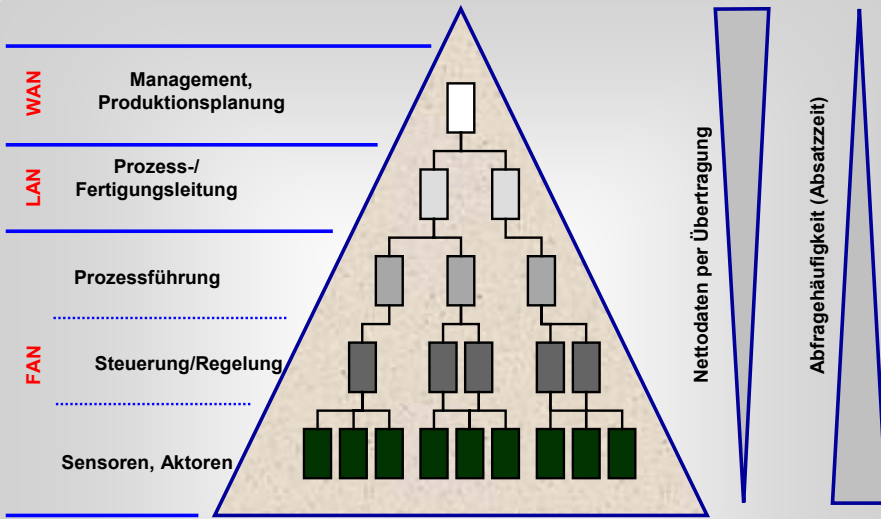 WAN
Management,
Produktionsplanung
LAN
Prozess-/
Fertigungsleitung
FAN
Prozessführung
Steuerung/Regelung
Sensoren, Aktoren
Nettodaten per Übertragung
Abfragehäufigkeit (Absatzzeit)